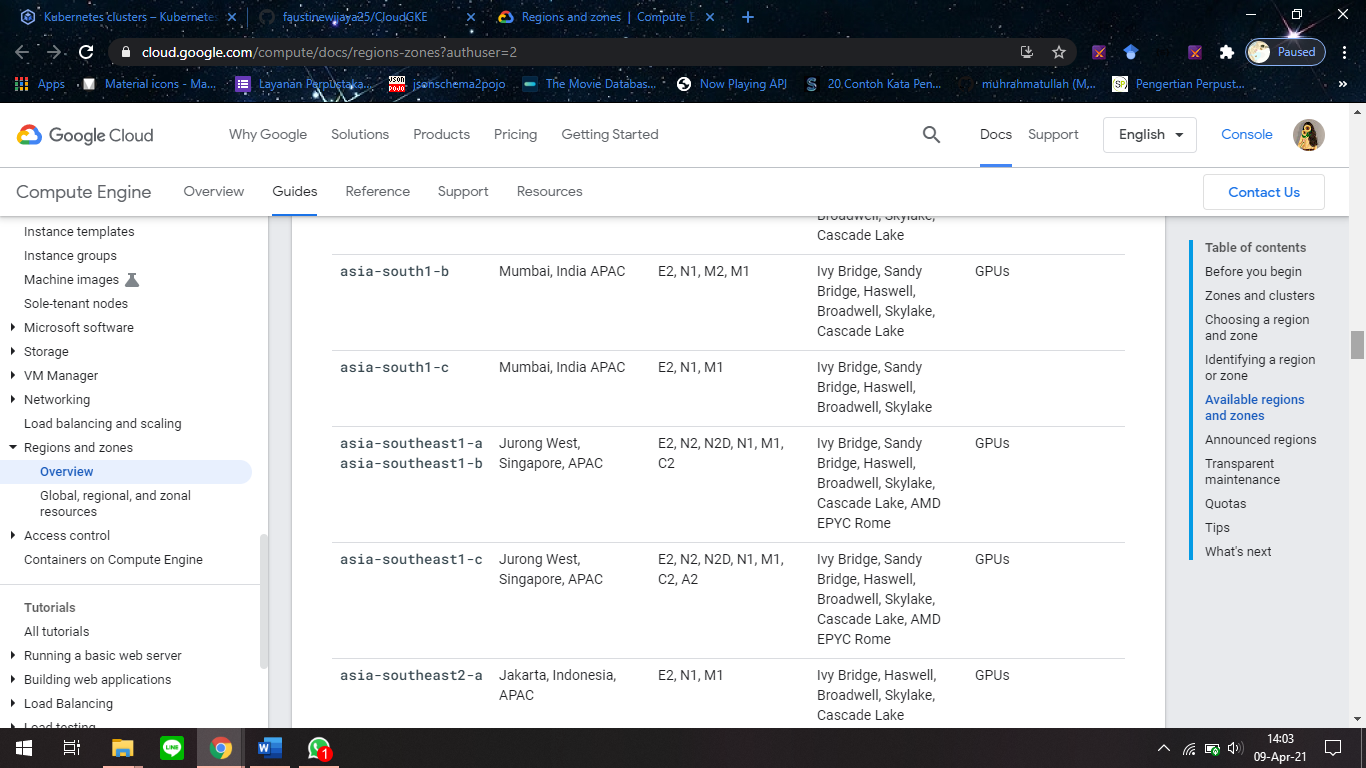 Kubernetes clusters – Kubernetes
faustinewijaya25/CloudGKE
Regions and zones | Compute E
cloud.google.com/compute/docs/regions-zones?authuser=2
Paused
Apps
Material icons - Ma...
Layanan Perpustaka...
jsonschema2pojo
The Movie Databas...
Now Playing APJ
20 Contoh Kata Pen...
muhrahmatullah (M,...
Pengertian Perpust...
»
Google Cloud
Why Google
Solutions
Products
Pricing
Getting Started
Docs
Support
English
Console
Compute Engine
Overview
Guides
Reference
Support
Resources
Contact Us
Instance templates
Instance groups
Machine images
Sole-tenant nodes
Microsoft software
Storage
VM Manager
Networking
Load balancing and scaling
Regions and zones
Overview
Global, regional, and zonal
resources
Access control
Containers on Compute Engine
Tutorials
All tutorials
Running a basic web server
Building web applications
Load Balancing
Load testing
Broadwell, Skylake,
Cascade Lake
asia-south1-b
Mumbai, India APAC
E2, N1, M2, M1
Ivy Bridge, Sandy
Bridge, Haswell,
Broadwell, Skylake,
Cascade Lake
GPUs
asia-south1-c
Mumbai, India APAC
E2, N1, M1
Ivy Bridge, Sandy
Bridge, Haswell,
Broadwell, Skylake
asia-southeast1-a
asia-southeast1-b
Jurong West,
Singapore, APAC
E2, N2, N2D, N1, M1,
C2
Ivy Bridge, Sandy
Bridge, Haswell,
Broadwell, Skylake,
Cascade Lake, AMD
EPYC Rome
GPUs
asia-southeast1-c
Jurong West,
Singapore, APAC
E2, N2, N2D, N1, M1,
C2, A2
Ivy Bridge, Sandy
Bridge, Haswell,
Broadwell, Skylake,
Cascade Lake, AMD
EPYC Rome
GPUs
asia-southeast2-a
Jakarta, Indonesia,
APAC
E2, N1, M1
Ivy Bridge, Haswell,
Broadwell, Skylake,
Cascade Lake
GPUs
Table of contents
Before you begin
Zones and clusters
Choosing a region
and zone
Identifying a region
or zone
Available regions
and zones
Announced regions
Transparent
maintenance
Quotas
Tips
What's next
LINE
1
14:03
09-Apr-21